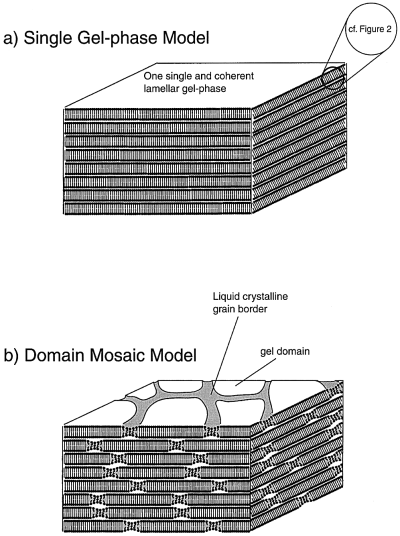 a) Single Gel-phase Model
cf. Figure 2
One single and coherent
lamellar gel-phase
Liquid crystalline
grain border
b) Domain Mosaic Model
gel domain